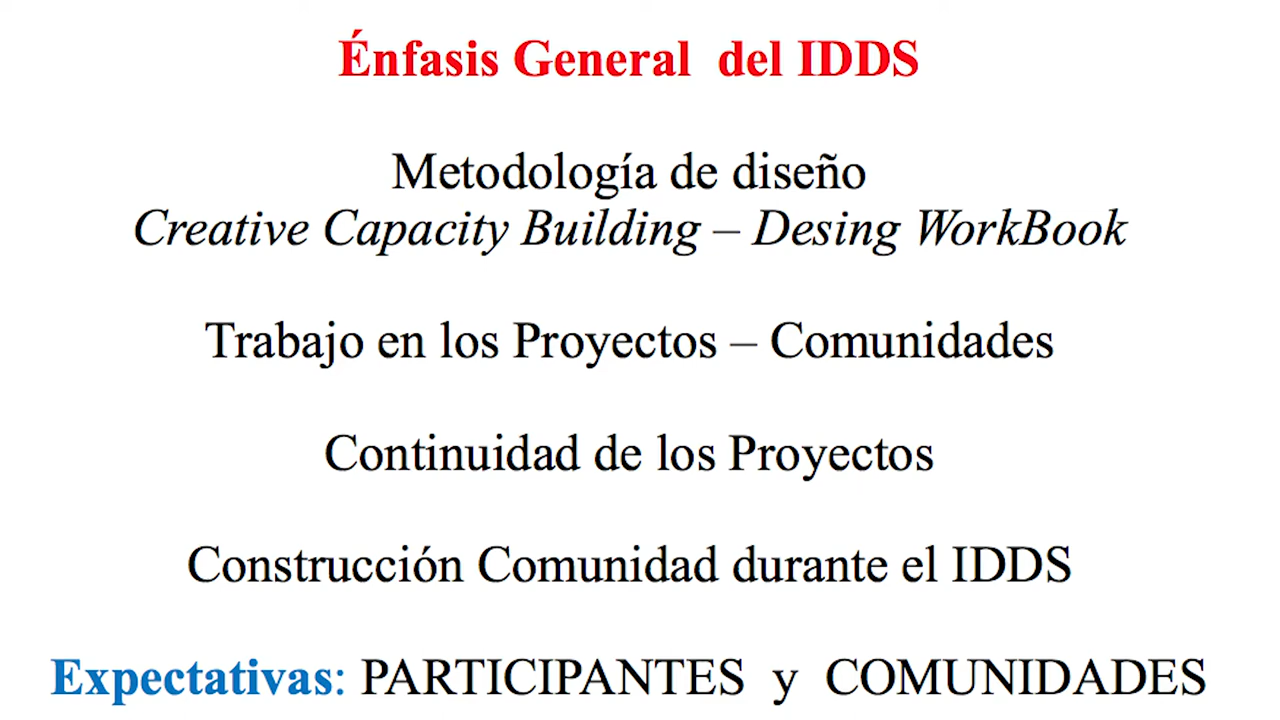 Énfasis General del IDDS
Metodología de diseño
Creative Capacity Building – Desing WorkBook
Trabajo en los Proyectos – Comunidades
Continuidad de los Proyectos
Construcción Comunidad durante el IDDS
Expectativas: PARTICIPANTES y COMUNIDADES